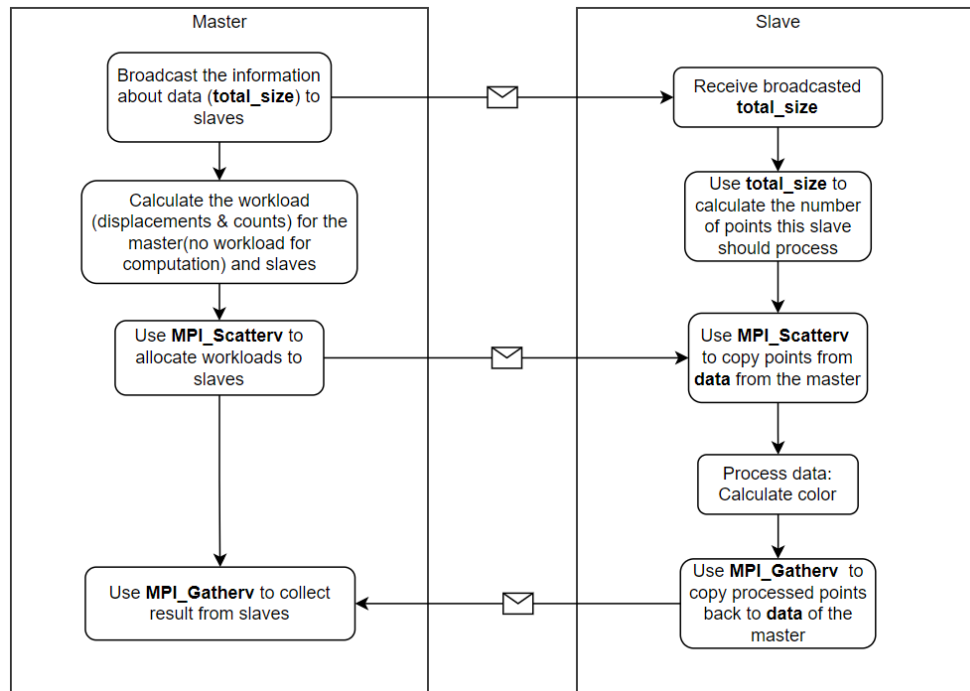 Master
Broadcast the information
about data (total_size) to
slaves
Calculate the workload
(displacements & counts) for the
master(no workload for
computation) and slaves
Use MPI_Scatterv to
allocate workloads to
slaves
Use MPI_Gatherv to collect
result from slaves
Slave
Receive broadcasted
total_size
Use total_size to
calculate the number
of points this slave
should process
Use MPI_Scatterv
to copy points from
data from the master
Process data:
Calculate color
Use MPI_Gatherv to
copy processed points
back to data of the
master